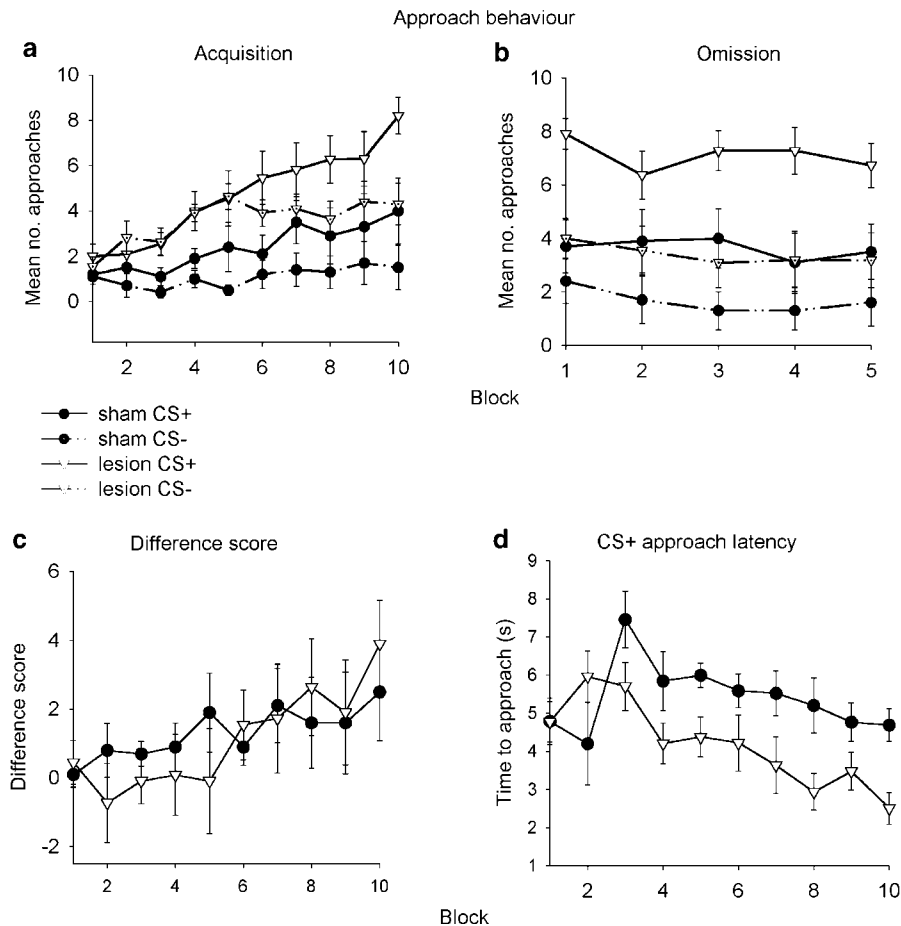 Approach behaviour
a
Acquisition
Mean no. approaches
10
8
6
4
2
0
2 4 6 8 10
b
Omission
Mean no. approaches
10
8
6
4
2
0
1 2 3 4 5
Block
sham CS+
sham CS-
lesion CS+
lesion CS-
c
Difference score
Difference score
6
4
2
0
-2
2 4 6 8 10
d
CS+ approach latency
Time to approach (s)
9
8
7
6
5
4
3
2
1
2 4 6 8 10
Block